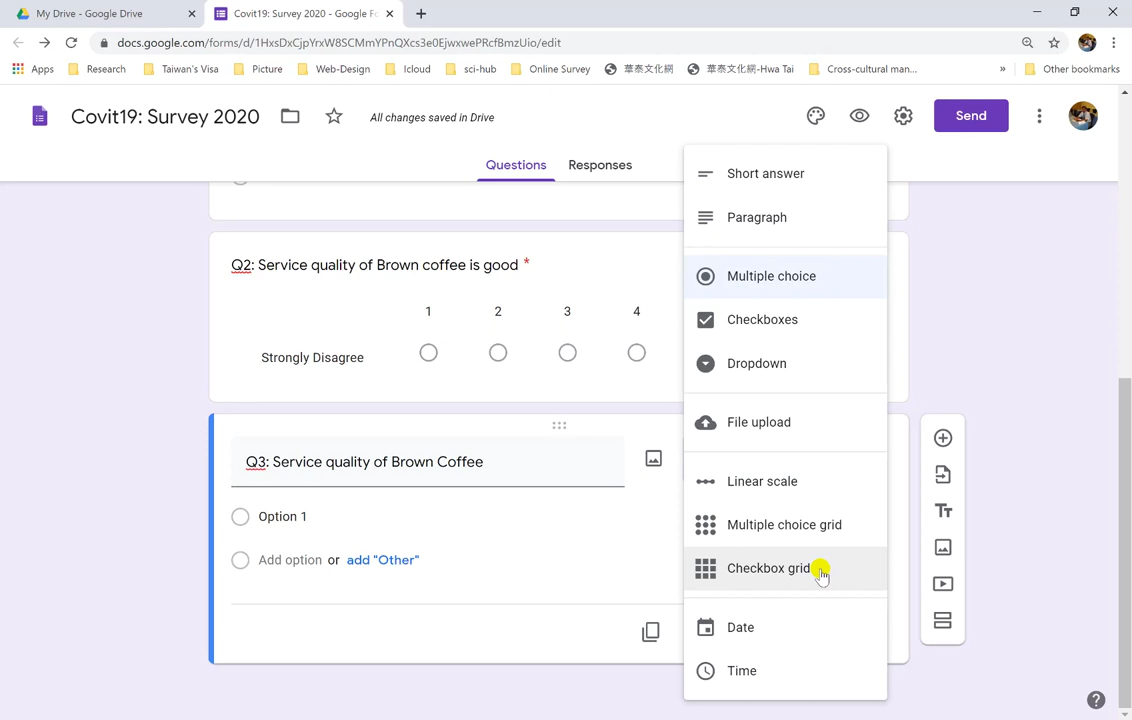 My Drive - Google Drive
Covit19: Survey 2020 - Google Fo
docs.google.com/forms/d/1HxsDxCjpYrxW8SCMmYPnQXcs3e0EjwxwePRcfBmzUio/edit
Apps
Research
Taiwan's Visa
Picture
Web-Design
Icloud
sci-hub
Online Survey
華泰文化網
華泰文化網-Hwa Tai
Cross-cultural man...
»
Other bookmarks
Covit19: Survey 2020
All changes saved in Drive
Send
Questions
Responses
Short answer
Paragraph
Multiple choice
Checkboxes
Dropdown
File upload
Linear scale
Multiple choice grid
Checkbox grid
Date
Time
Q2: Service quality of Brown coffee is good *
1 2 3 4
Strongly Disagree
Q3: Service quality of Brown Coffee
Option 1
Add option or add "Other"
Tт